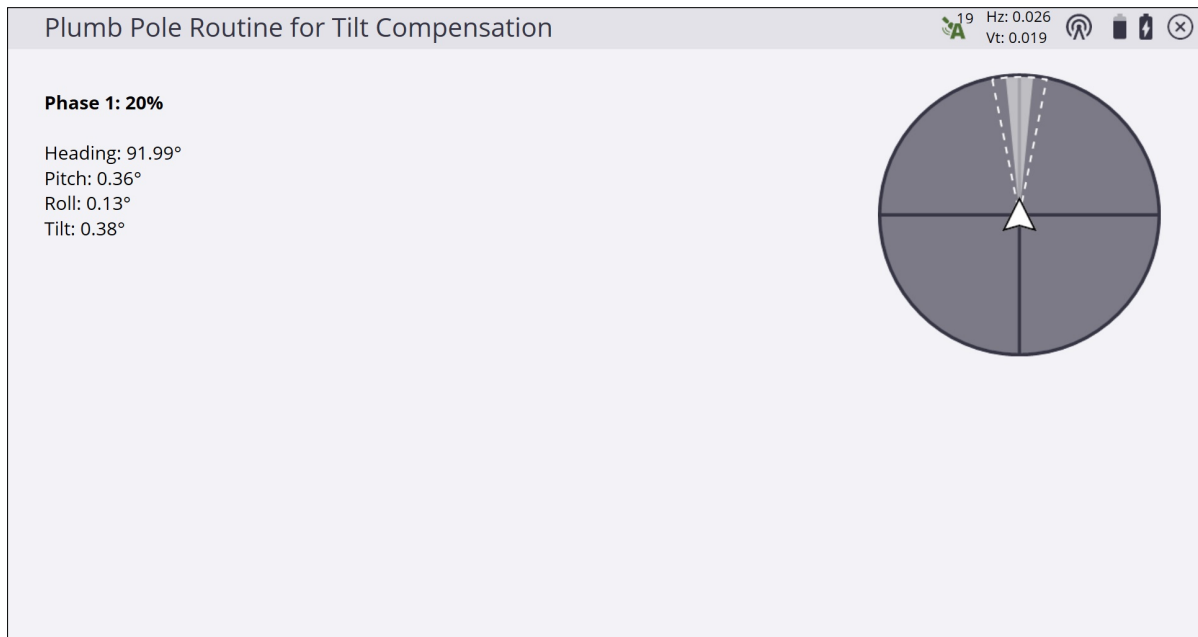 Plumb Pole Routine for Tilt Compensation
A
19
Hz: 0.026
Vt: 0.019
Phase 1: 20%
Heading: 91.99°
Pitch: 0.36°
Roll: 0.13°
Tilt: 0.38°